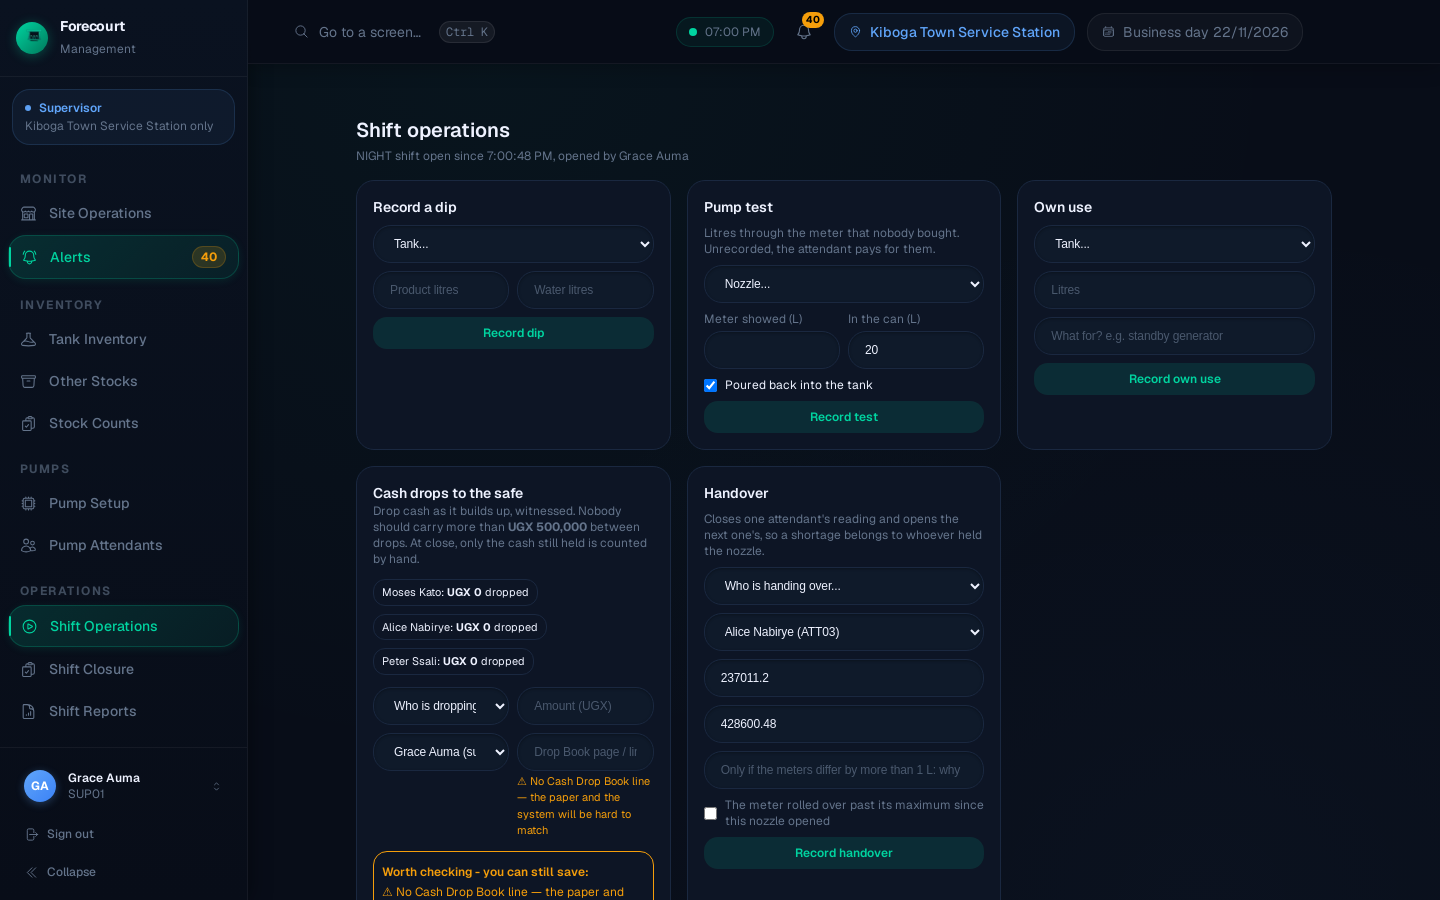 Forecourt
Management
Supervisor
Kiboga Town Service Station only
MONITOR
Site Operations
Alerts
40
INVENTORY
Tank Inventory
Other Stocks
Stock Counts
PUMPS
Pump Setup
Pump Attendants
OPERATIONS
Shift Operations
Shift Closure
Shift Reports
GA
Grace Auma
SUP01
Sign out
Collapse
Go to a screen...
Ctrl K
07:00 PM
40
Kiboga Town Service Station
Business day 22/11/2026
Shift operations
NIGHT shift open since 7:00:48 PM, opened by Grace Auma
Record a dip
Tank...
Product litres
Water litres
Record dip
Pump test
Litres through the meter that nobody bought.
Unrecorded, the attendant pays for them.
Nozzle...
Meter showed (L)
In the can (L)
20
Poured back into the tank
Record test
Own use
Tank...
Litres
What for? e.g. standby generator
Record own use
Cash drops to the safe
Drop cash as it builds up, witnessed. Nobody
should carry more than UGX 500,000 between
drops. At close, only the cash still held is counted
by hand.
Moses Kato: UGX 0 dropped
Alice Nabirye: UGX 0 dropped
Peter Ssali: UGX 0 dropped
Who is dropping
Amount (UGX)
Grace Auma (su
Drop Book page / lin
⚠ No Cash Drop Book line
— the paper and the
system will be hard to
match
Worth checking - you can still save:
⚠ No Cash Drop Book line — the paper and
Handover
Closes one attendant's reading and opens the
next one's, so a shortage belongs to whoever held
the nozzle.
Who is handing over...
Alice Nabirye (ATT03)
237011.2
428600.48
Only if the meters differ by more than 1 L: why
The meter rolled over past its maximum since
this nozzle opened
Record handover